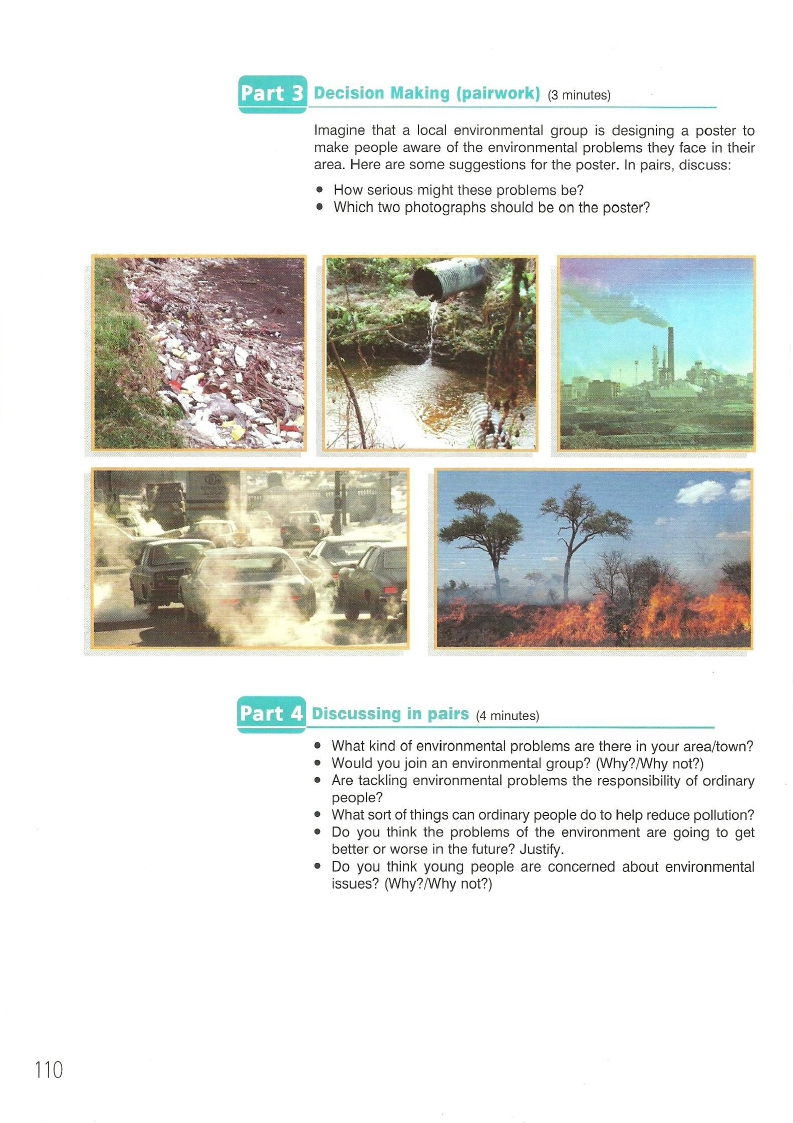 Part 3 Decision Making (pairwork) (3 minutes)
Imagine that a local environmental group is designing a poster to
make people aware of the environmental problems they face in their
area. Here are some suggestions for the poster. In pairs, discuss:
• How serious might these problems be?
• Which two photographs should be on the poster?
Part 4 Discussing in pairs (4 minutes)
• What kind of environmental problems are there in your area/town?
• Would you join an environmental group? (Why?/Why not?)
• Are tackling environmental problems the responsibility of ordinary
people?
• What sort of things can ordinary people do to help reduce pollution?
• Do you think the problems of the environment are going to get
better or worse in the future? Justify.
• Do you think young people are concerned about environmental
issues? (Why?/Why not?)
110